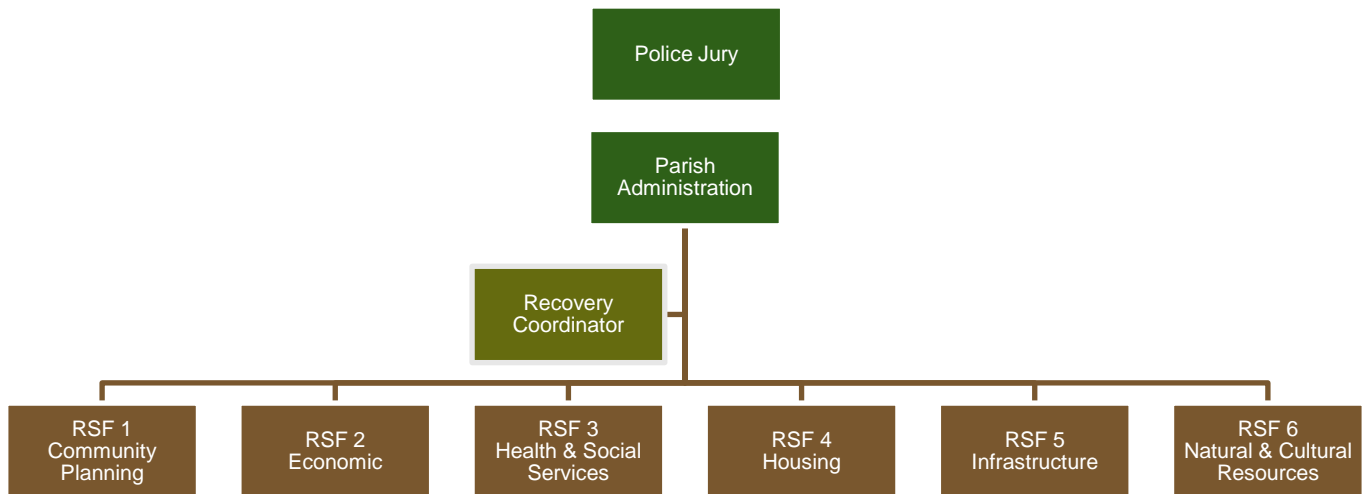 Police Jury
Parish
Administration
Recovery
Coordinator
RSF 1
Community
Planning
RSF 2
Economic
RSF 3
Health & Social
Services
RSF 4
Housing
RSF 5
Infrastructure
RSF 6
Natural & Cultural
Resources